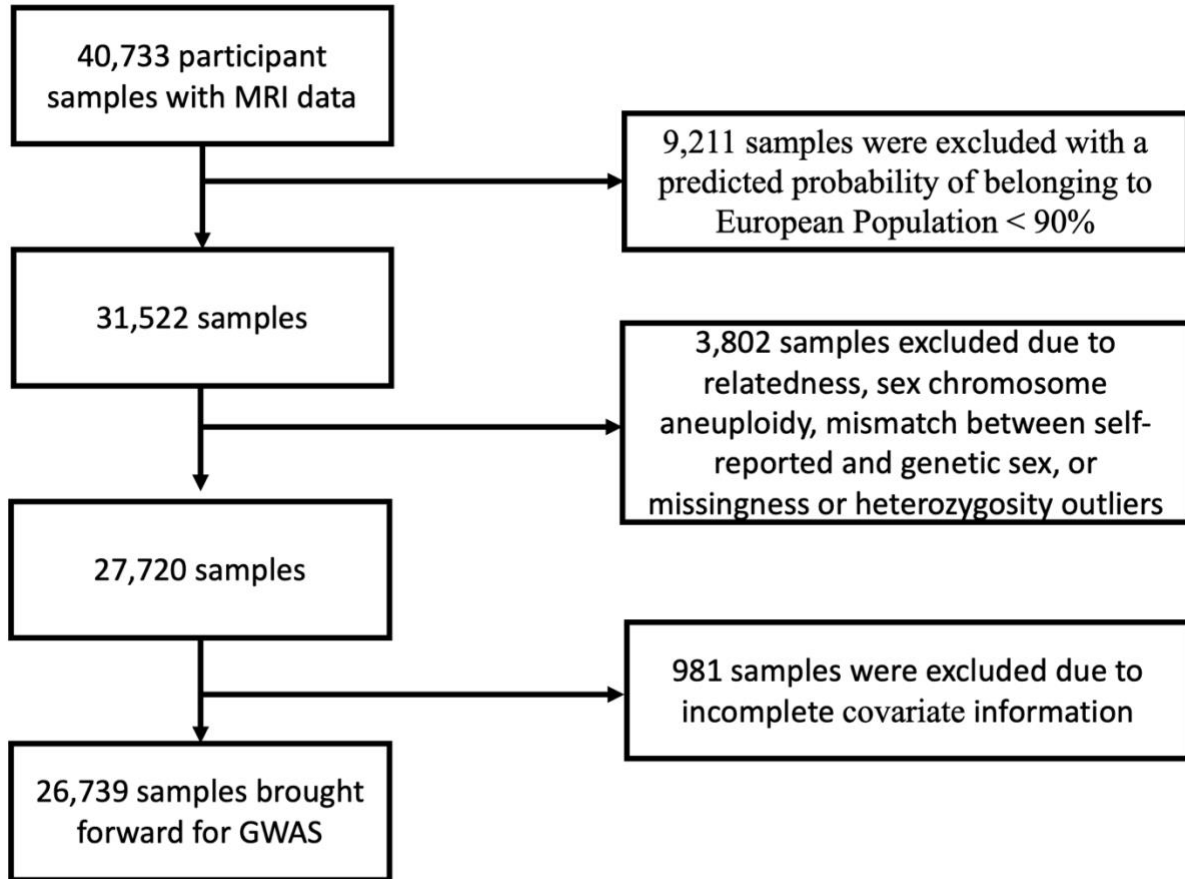 40,733 participant
samples with MRI data
9,211 samples were excluded with a
predicted probability of belonging to
European Population < 90%
31,522 samples
3,802 samples excluded due to
relatedness, sex chromosome
aneuploidy, mismatch between self-
reported and genetic sex, or
missingness or heterozygosity outliers
27,720 samples
981 samples were excluded due to
incomplete covariate information
26,739 samples brought
forward for GWAS